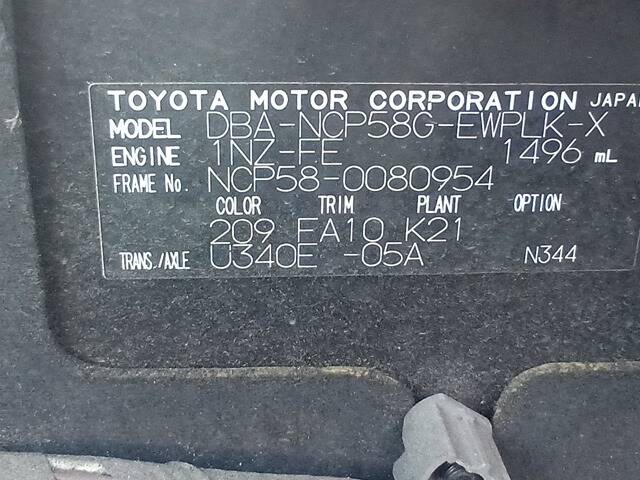 TOYOTA MOTOR CORPORATION JAPAN
MODEL DBA-NCP58G-EWPLK-X
ENGINE 1NZ-FE 1496 mL
FRAME No. NCP58-0080954
COLOR TRIM PLANT OPTION
209 FA10 K21
TRANS./AXLE U340E -05A N344